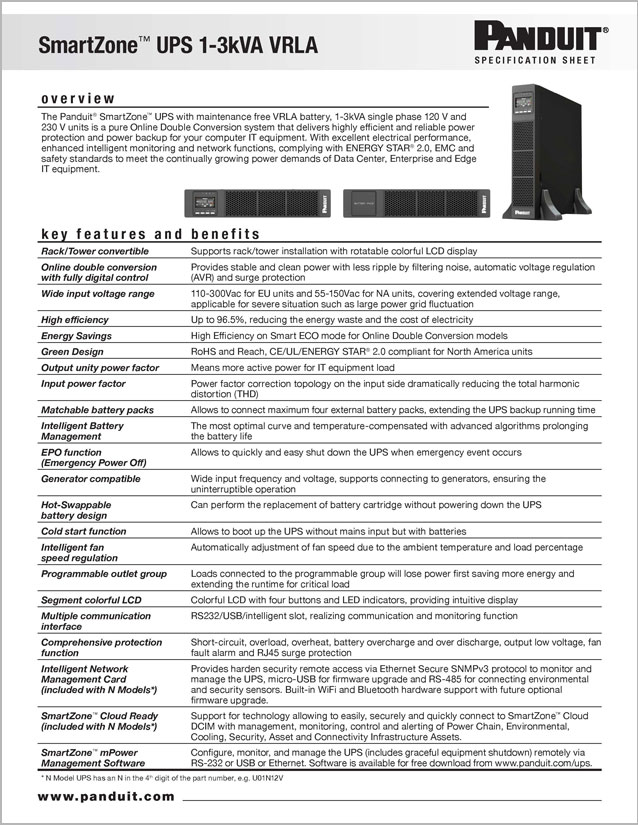 SmartZone™ UPS 1-3kVA VRLA
PANDUIT®
SPECIFICATION SHEET
overview
The Panduit® SmartZone™ UPS with maintenance free VRLA battery, 1-3kVA single phase 120 V and
230 V units is a pure Online Double Conversion system that delivers highly efficient and reliable power
protection and power backup for your computer IT equipment. With excellent electrical performance,
enhanced intelligent monitoring and network functions, complying with ENERGY STAR® 2.0, EMC and
safety standards to meet the continually growing power demands of Data Center, Enterprise and Edge
IT equipment.
PANDUIT
PANDUIT
PANDUIT
key features and benefits
Rack/Tower convertible Supports rack/tower installation with rotatable colorful LCD display
Online double conversion Provides stable and clean power with less ripple by filtering noise, automatic voltage regulation
with fully digital control (AVR) and surge protection
Wide input voltage range 110-300Vac for EU units and 55-150Vac for NA units, covering extended voltage range,
applicable for severe situation such as large power grid fluctuation
High efficiency Up to 96.5%, reducing the energy waste and the cost of electricity
Energy Savings High Efficiency on Smart ECO mode for Online Double Conversion models
Green Design RoHS and Reach, CE/UL/ENERGY STAR® 2.0 compliant for North America units
Output unity power factor Means more active power for IT equipment load
Input power factor Power factor correction topology on the input side dramatically reducing the total harmonic
distortion (THD)
Matchable battery packs Allows to connect maximum four external battery packs, extending the UPS backup running time
Intelligent Battery The most optimal curve and temperature-compensated with advanced algorithms prolonging
Management the battery life
EPO function Allows to quickly and easy shut down the UPS when emergency event occurs
(Emergency Power Off)
Generator compatible Wide input frequency and voltage, supports connecting to generators, ensuring the
uninterruptible operation
Hot-Swappable Can perform the replacement of battery cartridge without powering down the UPS
battery design
Cold start function Allows to boot up the UPS without mains input but with batteries
Intelligent fan Automatically adjustment of fan speed due to the ambient temperature and load percentage
speed regulation
Programmable outlet group Loads connected to the programmable group will lose power first saving more energy and
extending the runtime for critical load
Segment colorful LCD Colorful LCD with four buttons and LED indicators, providing intuitive display
Multiple communication RS232/USB/intelligent slot, realizing communication and monitoring function
interface
Comprehensive protection Short-circuit, overload, overheat, battery overcharge and over discharge, output low voltage, fan
function fault alarm and RJ45 surge protection
Intelligent Network Provides harden security remote access via Ethernet Secure SNMPv3 protocol to monitor and
Management Card manage the UPS, micro-USB for firmware upgrade and RS-485 for connecting environmental
(included with N Models*) and security sensors. Built-in WiFi and Bluetooth hardware support with future optional
firmware upgrade.
SmartZone™ Cloud Ready Support for technology allowing to easily, securely and quickly connect to SmartZone™ Cloud
(included with N Models*) DCIM with management, monitoring, control and alerting of Power Chain, Environmental,
Cooling, Security, Asset and Connectivity Infrastructure Assets.
SmartZone™ mPower Configure, monitor, and manage the UPS (includes graceful equipment shutdown) remotely via
Management Software RS-232 or USB or Ethernet. Software is available for free download from www.panduit.com/ups.
* N Model UPS has an N in the 4th digit of the part number, e.g. U01N12V
www.panduit.com